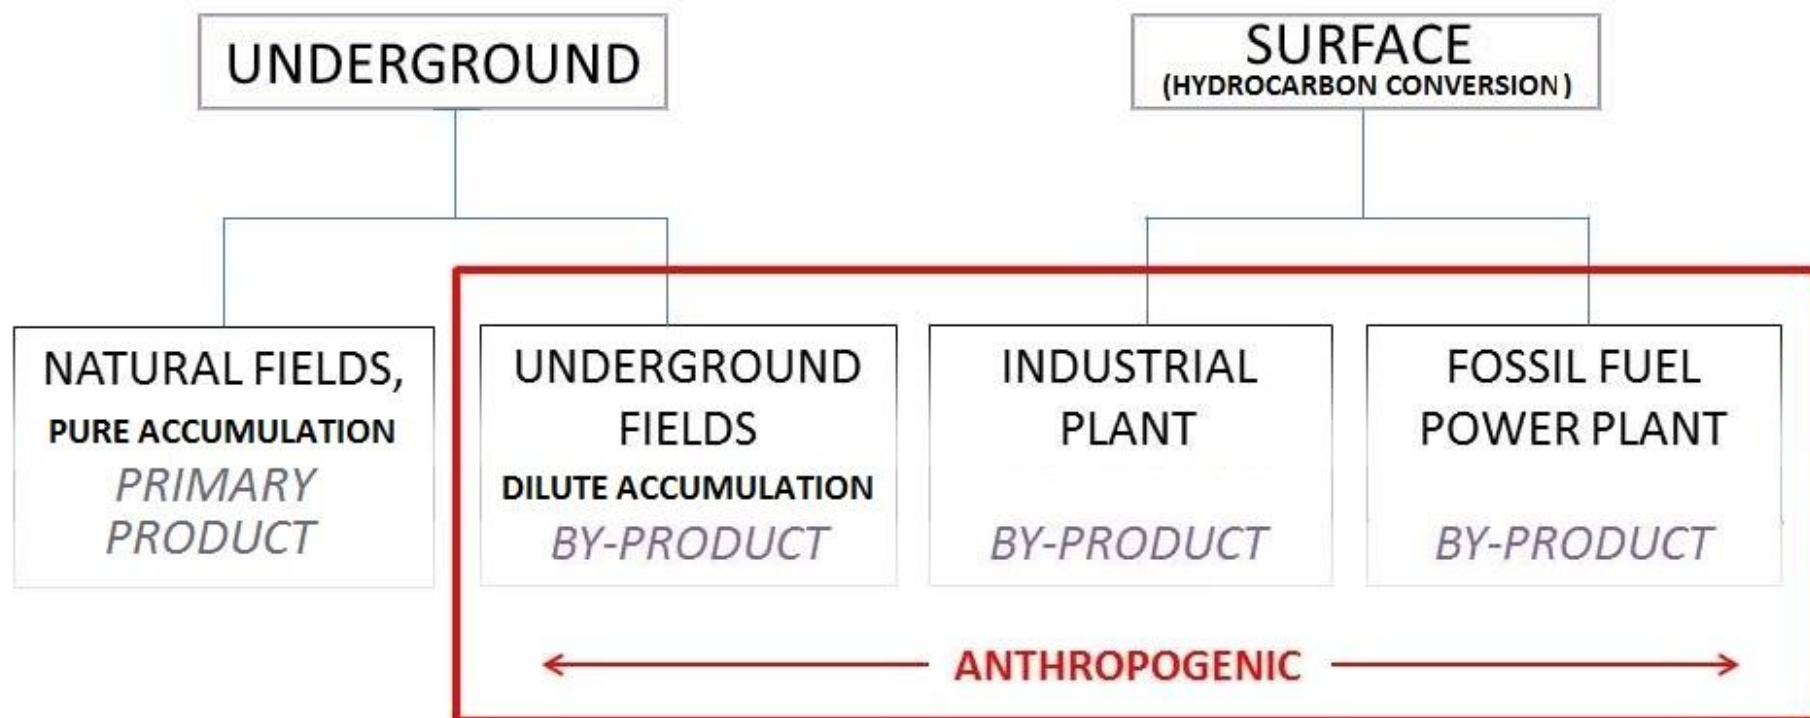 UNDERGROUND
SURFACE
(HYDROCARBON CONVERSION)
NATURAL FIELDS,
PURE ACCUMULATION
PRIMARY
PRODUCT
UNDERGROUND
FIELDS
DILUTE ACCUMULATION
BY-PRODUCT
INDUSTRIAL
PLANT
BY-PRODUCT
FOSSIL FUEL
POWER PLANT
BY-PRODUCT
ANTHROPOGENIC